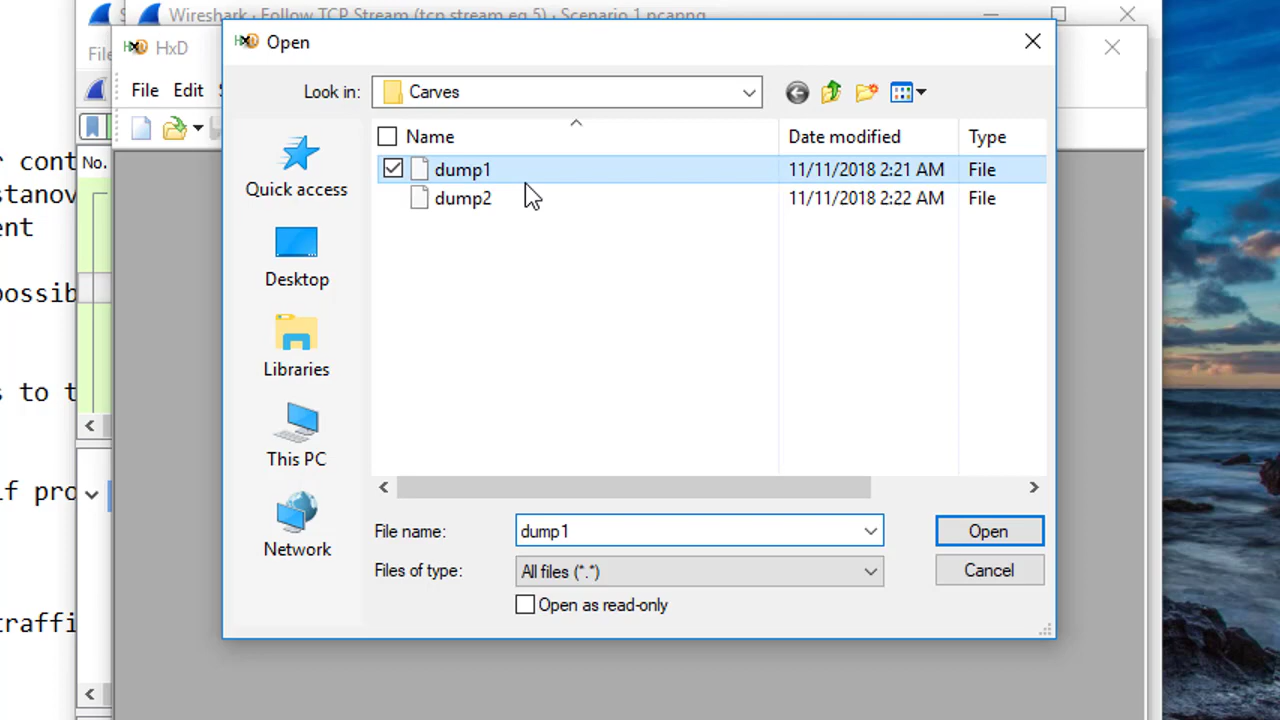 Wireshark · Follow TCP Stream (tcp.stream eq 5) · Scenario 1.pcapng
File
HxD
Open
File Edit
Look in: Carves
Name Date modified Type
dump1 11/11/2018 2:21 AM File
dump2 11/11/2018 2:22 AM File
No.
Quick access
Desktop
Libraries
This PC
Network
r cont
stanov
ent
possib
s to t
if pro
traffi
File name: dump1 Open
Files of type: All files (*.*) Cancel
Open as read-only